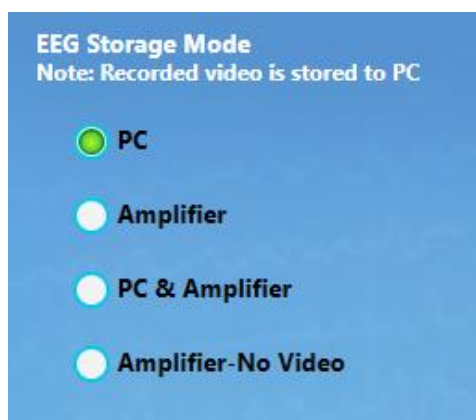 EEG Storage Mode
Note: Recorded video is stored to PC
PC
Amplifier
PC & Amplifier
Amplifier-No Video